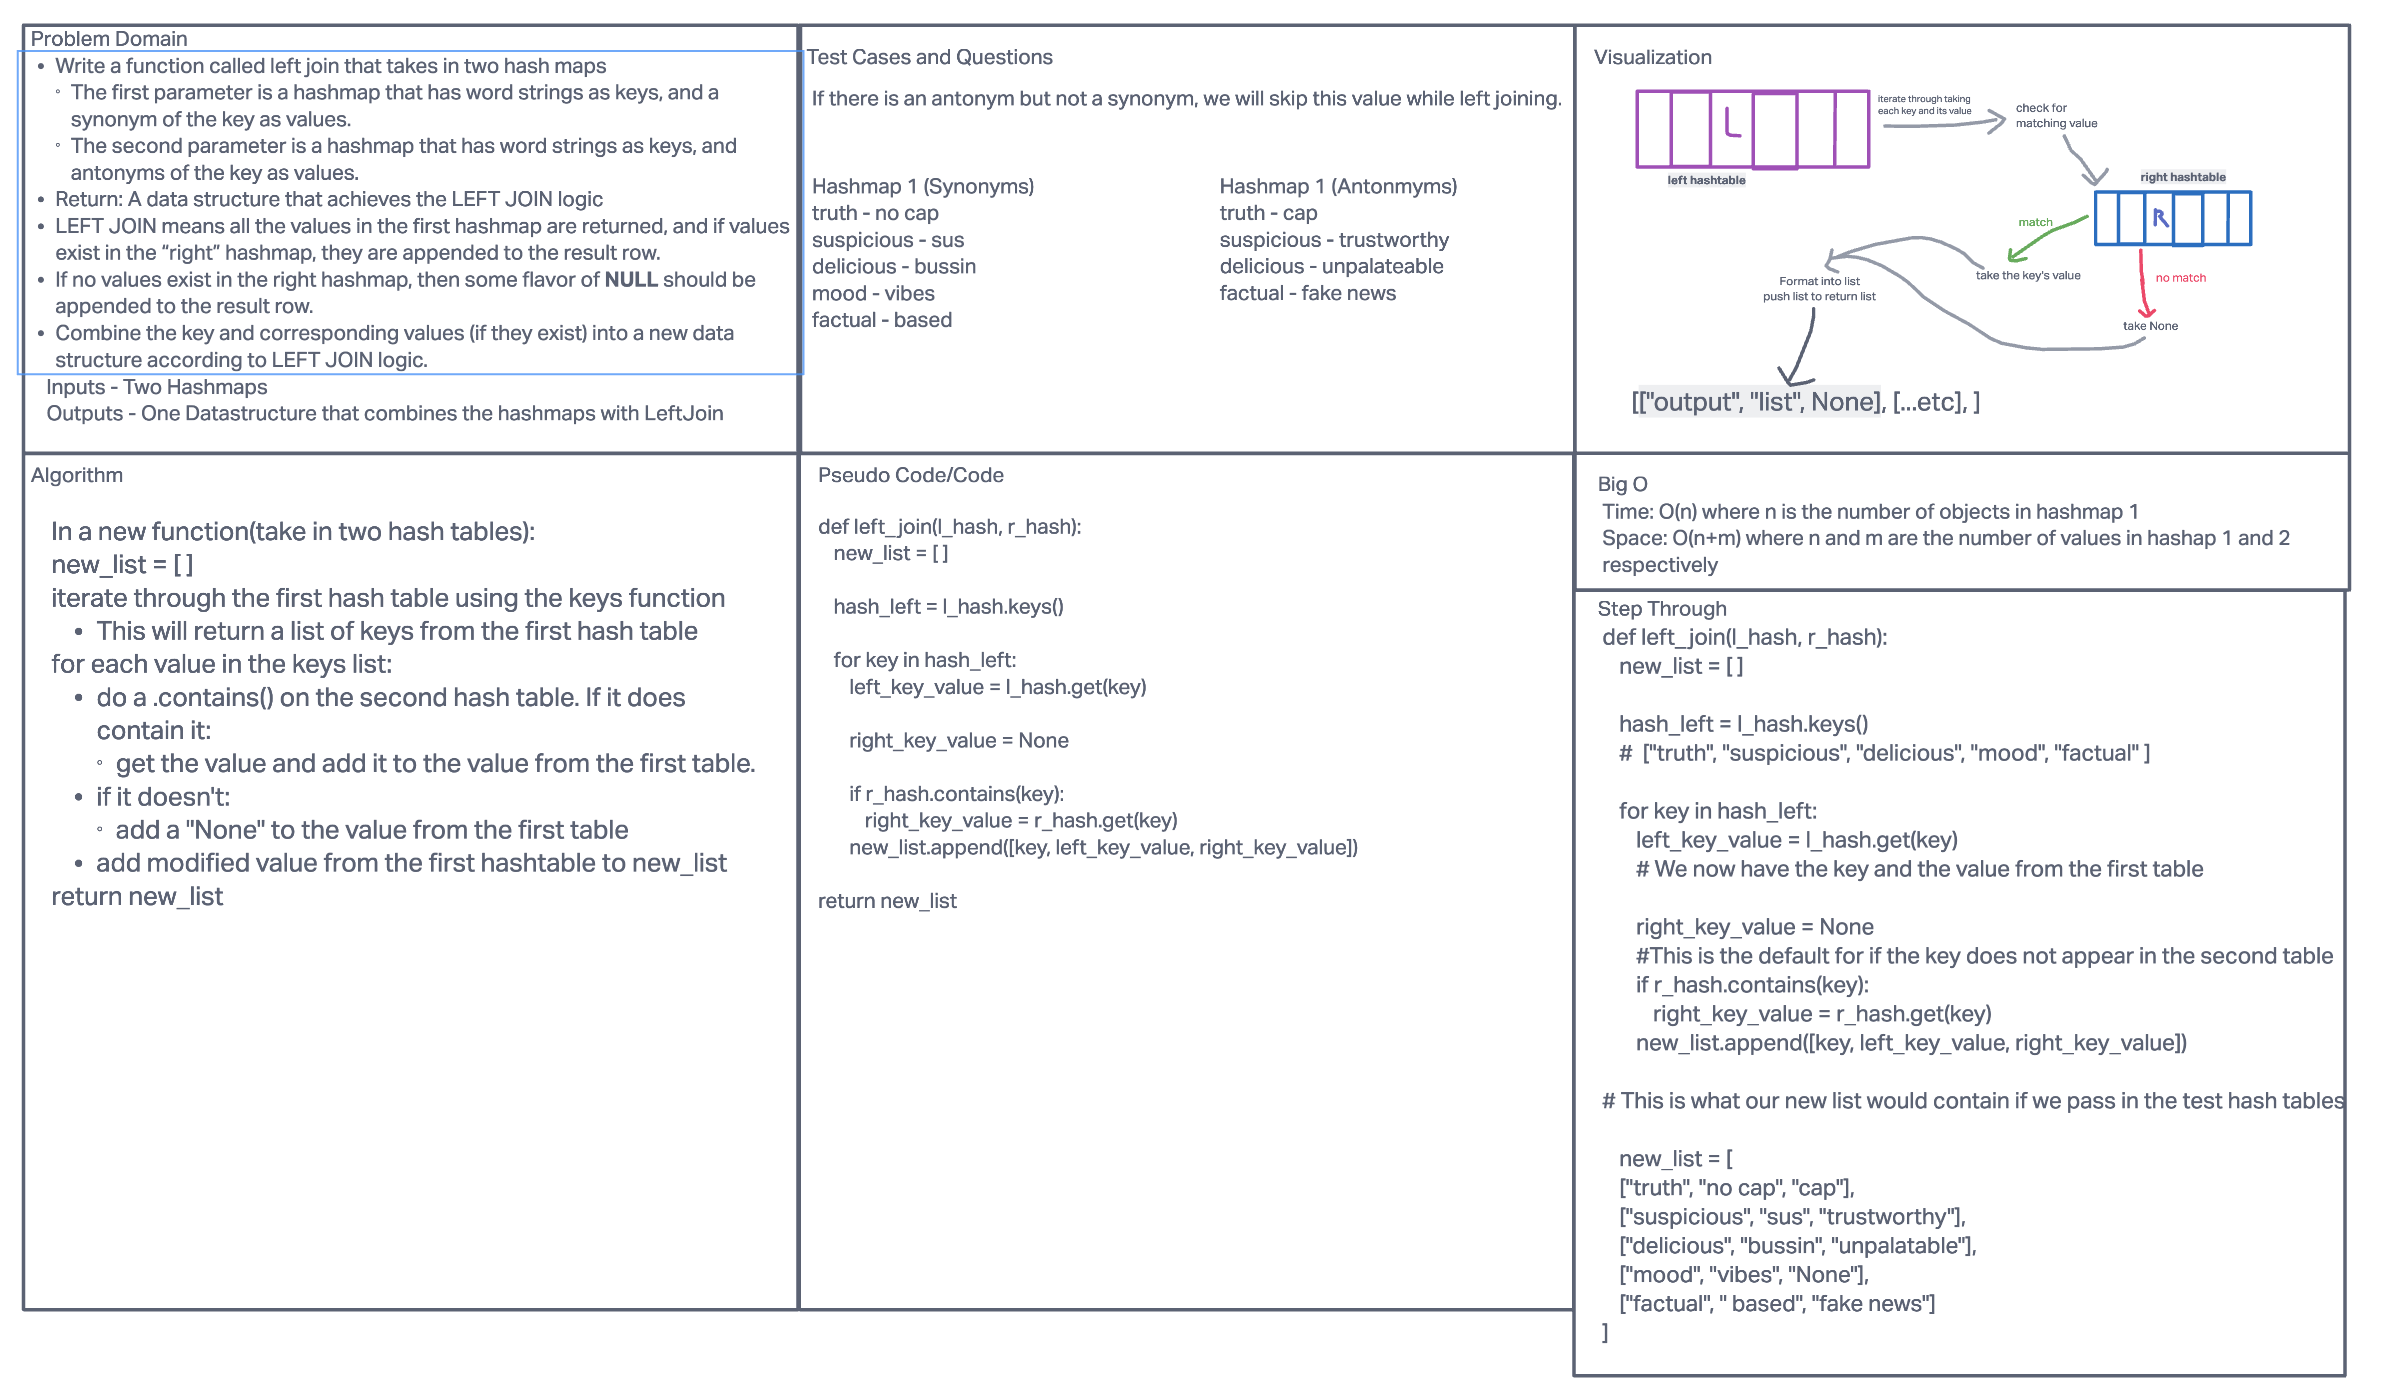 Problem Domain
• Write a function called left join that takes in two hash maps
◦ The first parameter is a hashmap that has word strings as keys, and a
synonym of the key as values.
◦ The second parameter is a hashmap that has word strings as keys, and
antonyms of the key as values.
• Return: A data structure that achieves the LEFT JOIN logic
• LEFT JOIN means all the values in the first hashmap are returned, and if values
exist in the “right” hashmap, they are appended to the result row.
• If no values exist in the right hashmap, then some flavor of NULL should be
appended to the result row.
• Combine the key and corresponding values (if they exist) into a new data
structure according to LEFT JOIN logic.
Inputs - Two Hashmaps
Outputs - One Datastructure that combines the hashmaps with LeftJoin
Test Cases and Questions
If there is an antonym but not a synonym, we will skip this value while left joining.
Hashmap 1 (Synonyms)
truth - no cap
suspicious - sus
delicious - bussin
mood - vibes
factual - based
Hashmap 1 (Antonmyms)
truth - cap
suspicious - trustworthy
delicious - unpalateable
factual - fake news
Visualization
L
left hashtable
iterate through taking
each key and its value
check for
matching value
right hashtable
R
match
take the key's value
no match
take None
Format into list
push list to return list
[["output", "list", None], [...etc], ]
Algorithm
In a new function(take in two hash tables):
new_list = [ ]
iterate through the first hash table using the keys function
• This will return a list of keys from the first hash table
for each value in the keys list:
• do a .contains() on the second hash table. If it does
contain it:
◦ get the value and add it to the value from the first table.
• if it doesn't:
◦ add a "None" to the value from the first table
• add modified value from the first hashtable to new_list
return new_list
Pseudo Code/Code
def left_join(l_hash, r_hash):
new_list = [ ]
hash_left = l_hash.keys()
for key in hash_left:
left_key_value = l_hash.get(key)
right_key_value = None
if r_hash.contains(key):
right_key_value = r_hash.get(key)
new_list.append([key, left_key_value, right_key_value])
return new_list
Big O
Time: O(n) where n is the number of objects in hashmap 1
Space: O(n+m) where n and m are the number of values in hashap 1 and 2
respectively
Step Through
def left_join(l_hash, r_hash):
new_list = [ ]
hash_left = l_hash.keys()
# ["truth", "suspicious", "delicious", "mood", "factual" ]
for key in hash_left:
left_key_value = l_hash.get(key)
# We now have the key and the value from the first table
right_key_value = None
#This is the default for if the key does not appear in the second table
if r_hash.contains(key):
right_key_value = r_hash.get(key)
new_list.append([key, left_key_value, right_key_value])
# This is what our new list would contain if we pass in the test hash tables
new_list = [
["truth", "no cap", "cap"],
["suspicious", "sus", "trustworthy"],
["delicious", "bussin", "unpalatable"],
["mood", "vibes", "None"],
["factual", " based", "fake news"]
]